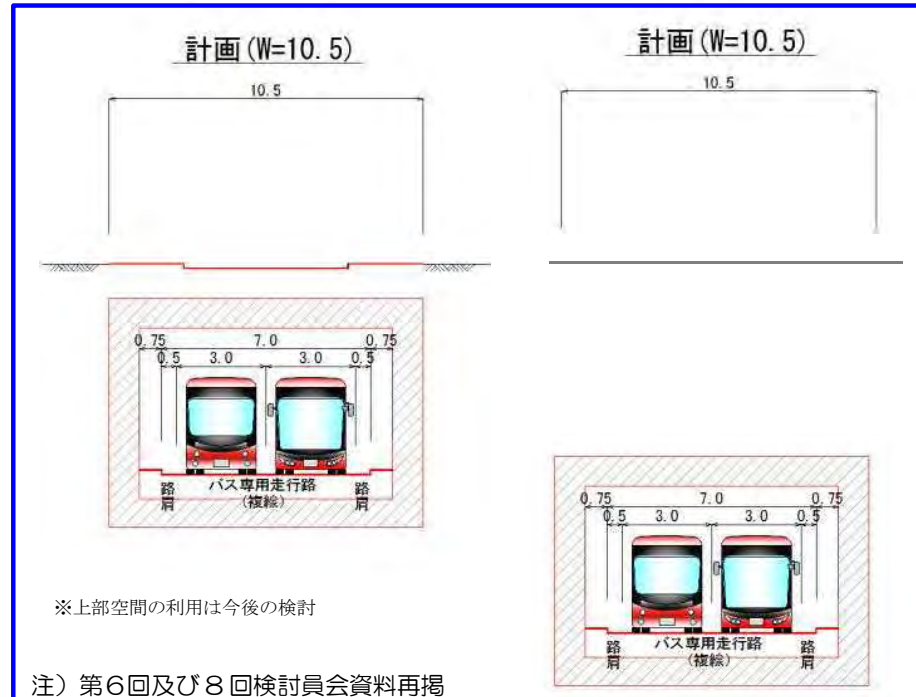 計画(W=10.5)
10.5
0.75 7.0 0.75
0.5 3.0 3.0 0.5
路肩
バス専用走行路
(複線)
路肩
※上部空間の利用は今後の検討
注）第６回及び８回検討員会資料再掲
計画(W=10.5)
10.5
0.75 7.0 0.75
0.5 3.0 3.0 0.5
路肩
バス専用走行路
(複線)
路肩